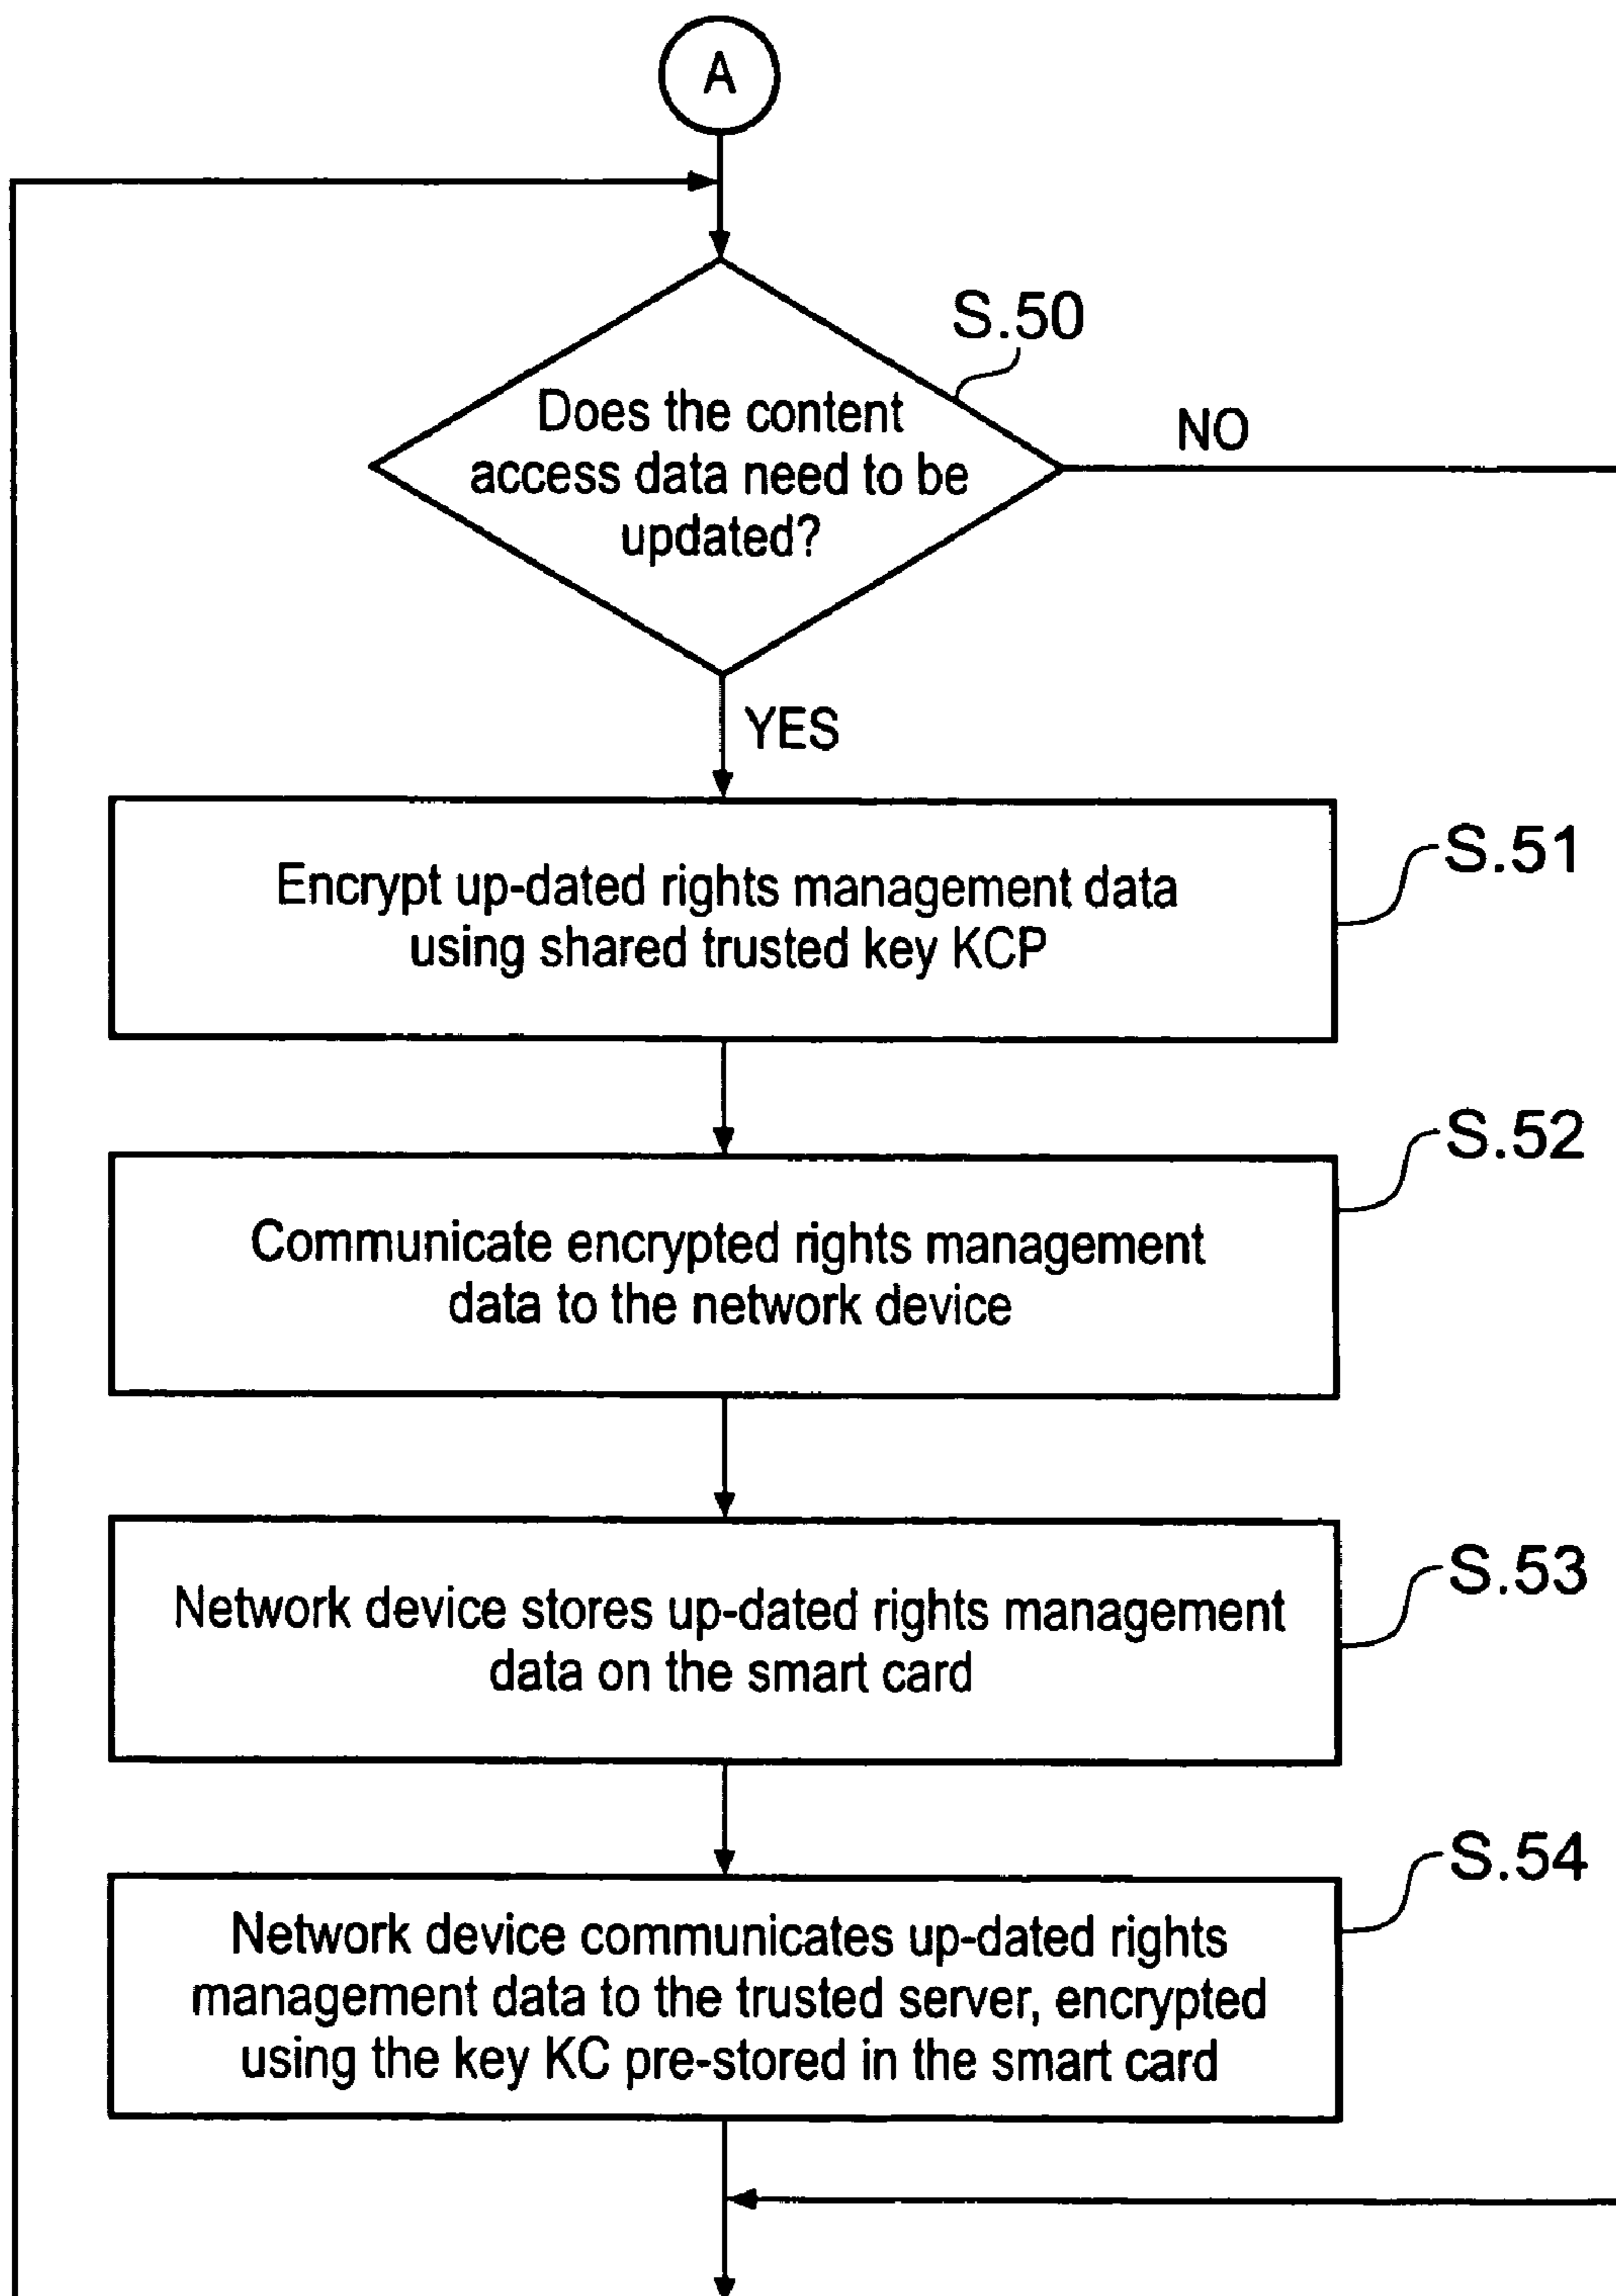 A
S.50
Does the content
access data need to be
updated?
NO
YES
Encrypt up-dated rights management data
using shared trusted key KCP
S.51
Communicate encrypted rights management
data to the network device
S.52
Network device stores up-dated rights management
data on the smart card
S.53
Network device communicates up-dated rights
management data to the trusted server, encrypted
using the key KC pre-stored in the smart card
S.54